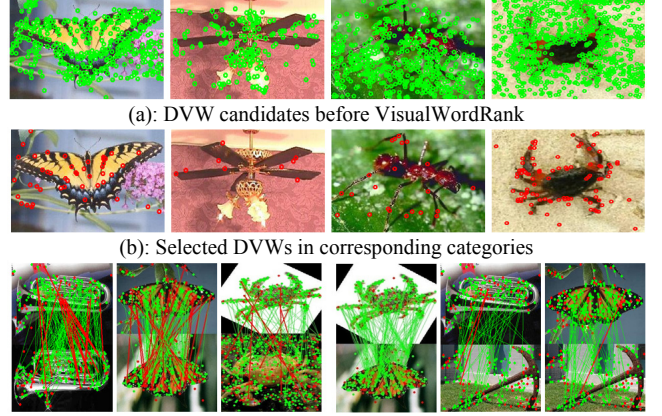 (a): DVW candidates before VisualWordRank
(b): Selected DVWs in corresponding categories